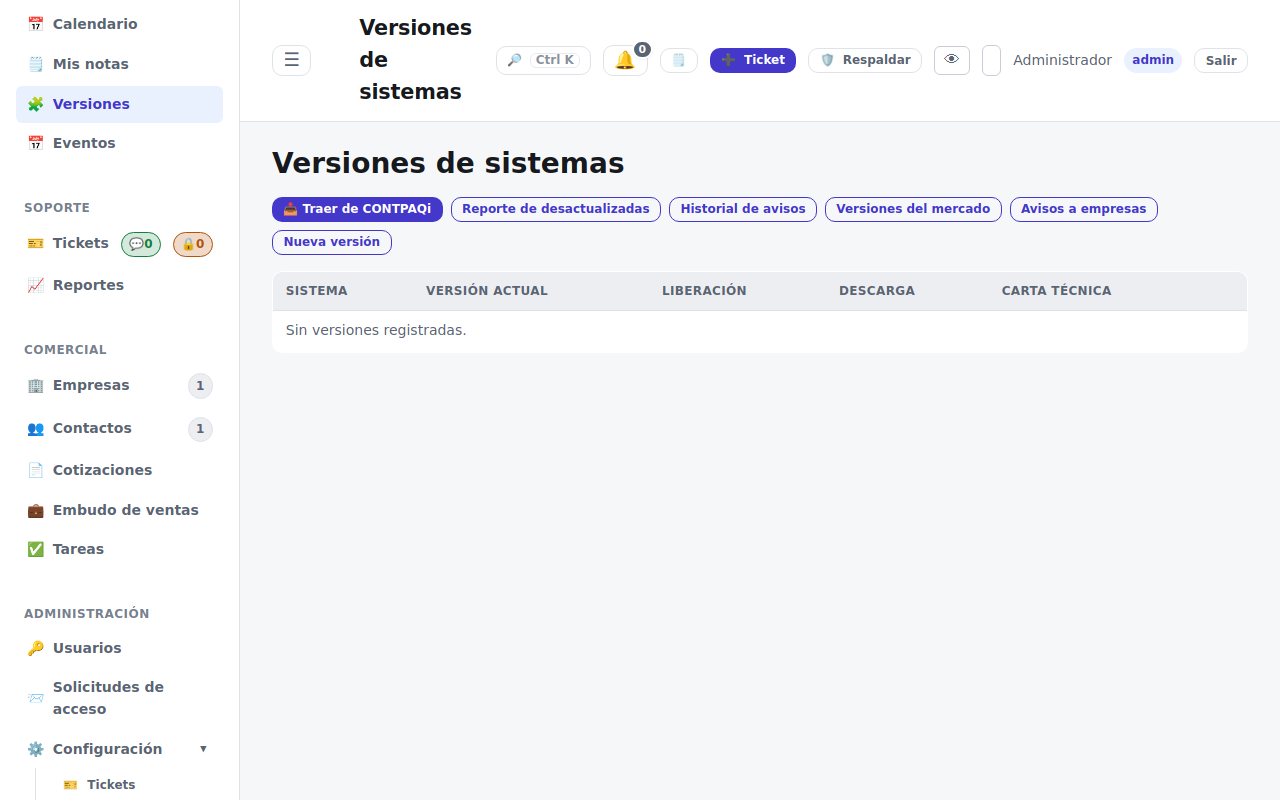 Calendario
Mis notas
Versiones
Eventos
SOPORTE
Tickets 0 0
Reportes
COMERCIAL
Empresas 1
Contactos 1
Cotizaciones
Embudo de ventas
Tareas
ADMINISTRACIÓN
Usuarios
Solicitudes de
acceso
Configuración ▾
Tickets
Versiones
de
sistemas
Ctrl K
0
Ticket
Respaldar
Administrador
admin
Salir
Versiones de sistemas
Traer de CONTPAQi
Reporte de desactualizadas
Historial de avisos
Versiones del mercado
Avisos a empresas
Nueva versión
SISTEMA VERSIÓN ACTUAL LIBERACIÓN DESCARGA CARTA TÉCNICA
Sin versiones registradas.